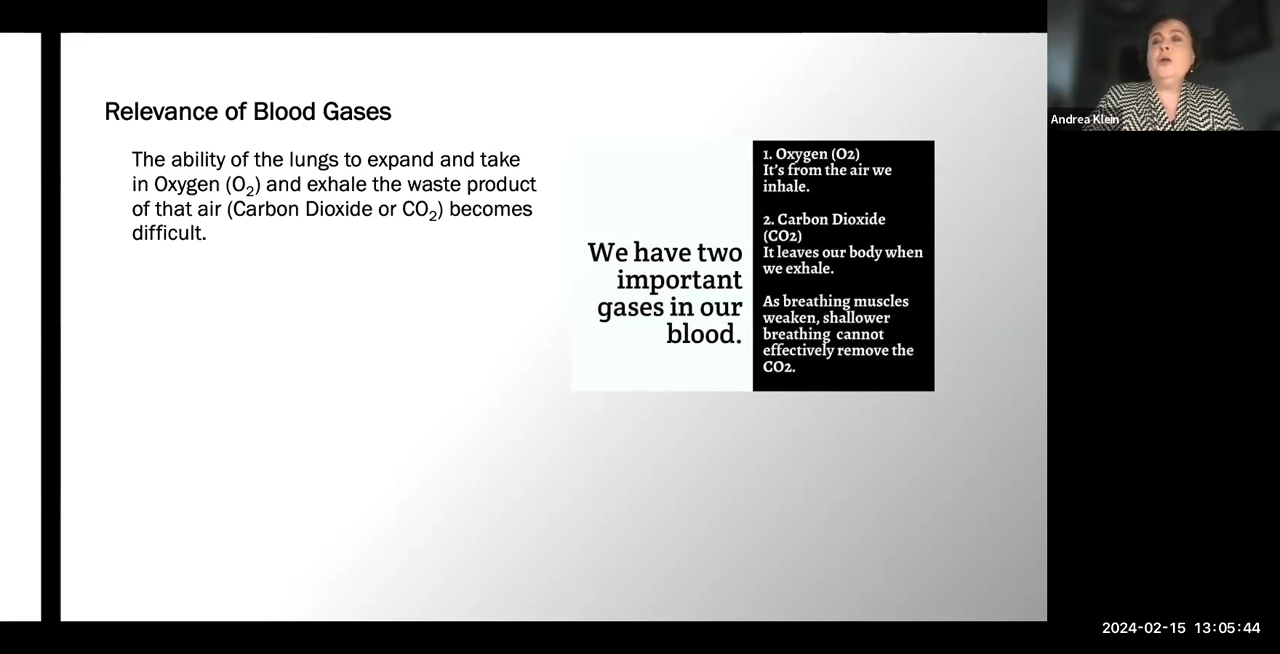 Relevance of Blood Gases
The ability of the lungs to expand and take
in Oxygen (O2) and exhale the waste product
of that air (Carbon Dioxide or CO2) becomes
difficult.
We have two
important
gases in our
blood.
1. Oxygen (O2)
It's from the air we
inhale.
2. Carbon Dioxide
(CO2)
It leaves our body when
we exhale.
As breathing muscles
weaken, shallower
breathing cannot
effectively remove the
CO2.
Andrea Klein
2024-02-15 13:05:44